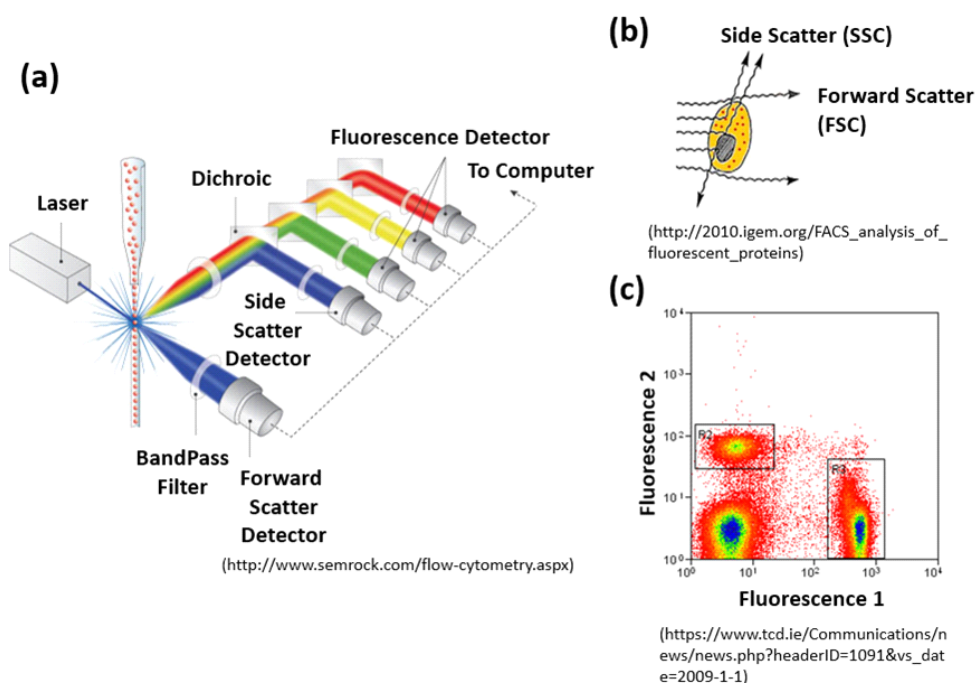 (a)
Laser
Dichroic
Fluorescence Detector
To Computer
Side
Scatter
Detector
BandPass
Filter
Forward
Scatter
Detector
(http://www.semrock.com/flow-cytometry.aspx)
(b)
Side Scatter (SSC)
Forward Scatter
(FSC)
(http://2010.igem.org/FACS_analysis_of_
fluorescent_proteins)
(c)
Fluorescence 2
10⁴
10³
10²
10¹
10⁰
R2
R3
10⁰
10¹
10²
10³
10⁴
Fluorescence 1
(https://www.tcd.ie/Communications/n
ews/news.php?headerID=1091&vs_dat
e=2009-1-1)